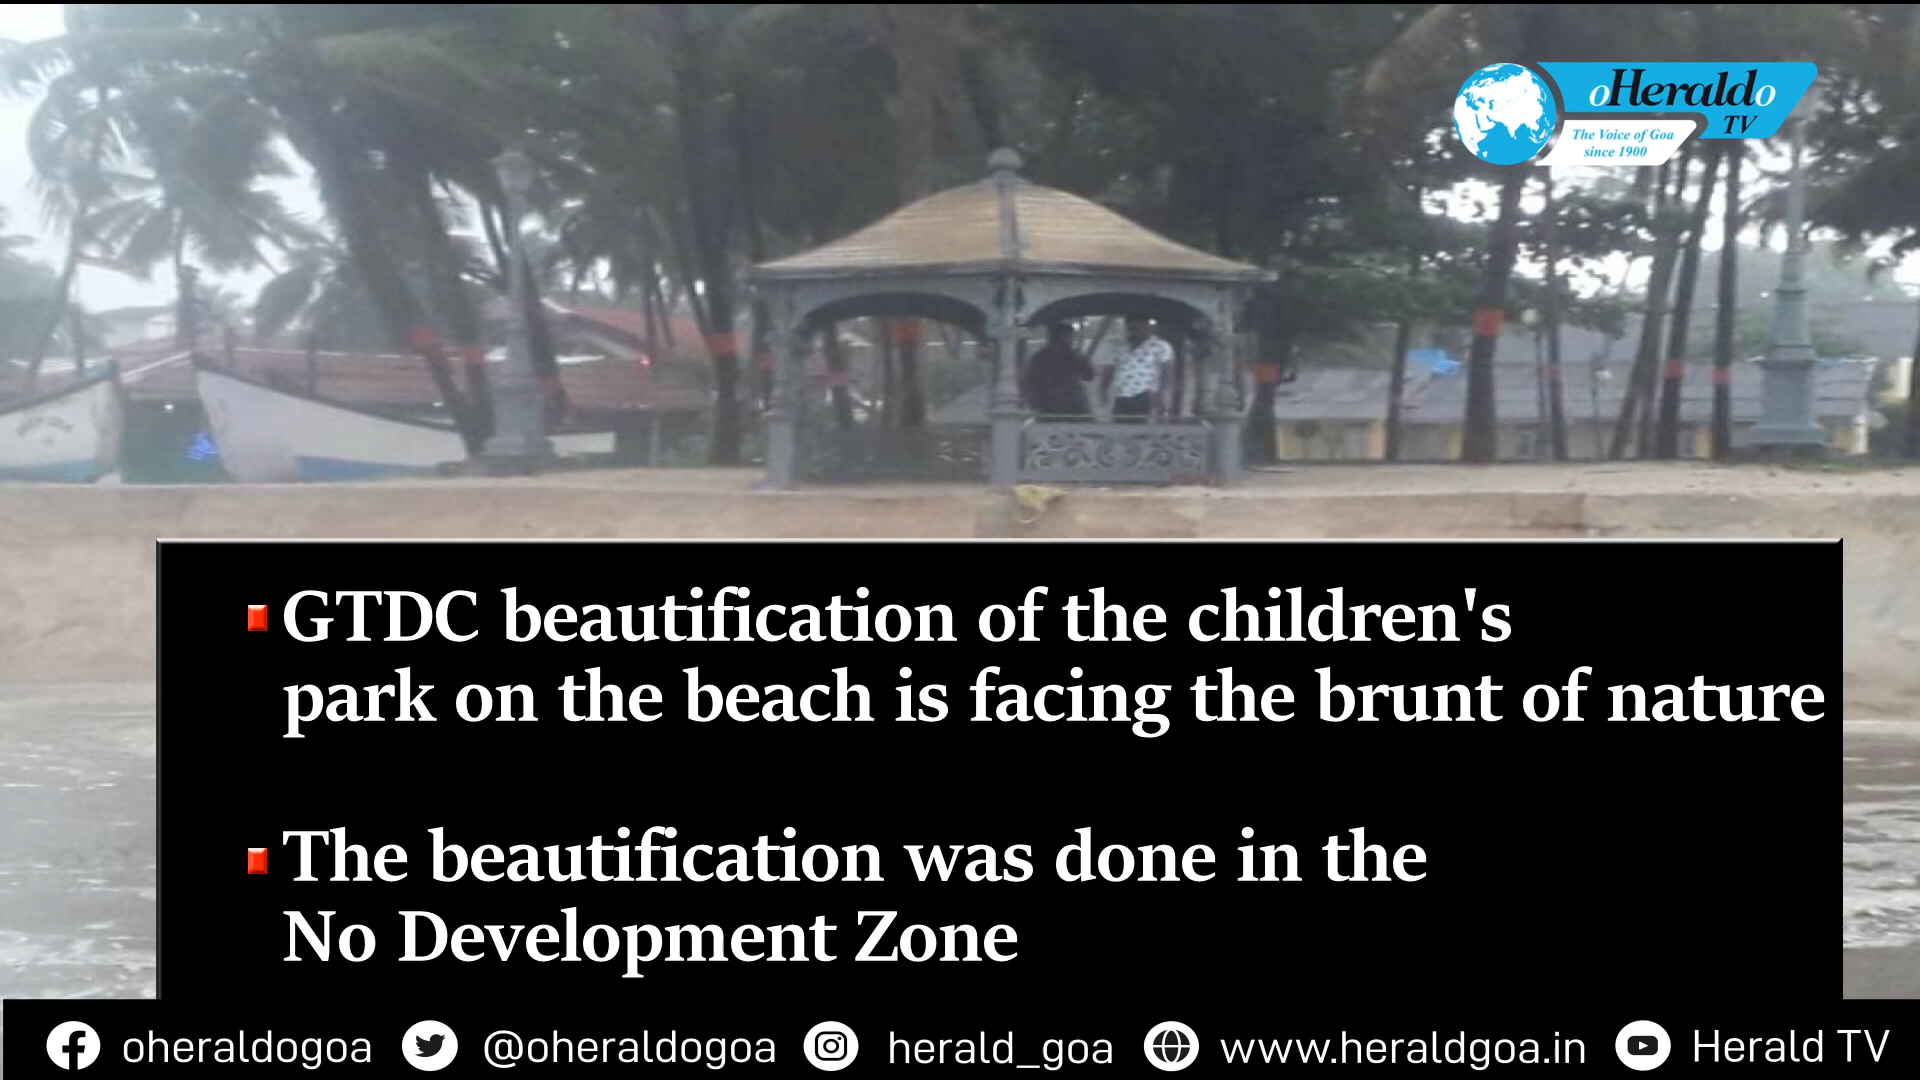 oHeraldo
TV
The Voice of Goa
since 1900
GTDC beautification of the children's
park on the beach is facing the brunt of nature
The beautification was done in the
No Development Zone
oheraldogoa
@oheraldogoa
herald_goa
www.heraldgoa.in
Herald TV